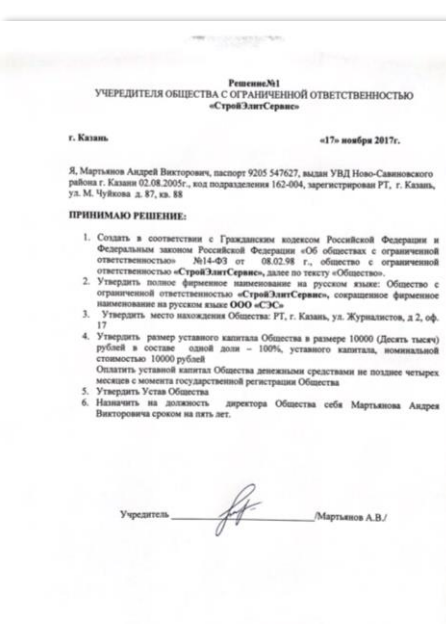 Решение№1
УЧЕРЕДИТЕЛЯ ОБЩЕСТВА С ОГРАНИЧЕННОЙ ОТВЕТСТВЕННОСТЬЮ
«СтройЭлитСервис»
г. Казань «17» ноября 2017г.
Я, Мартьянов Андрей Викторович, паспорт 9205 547627, выдан УВД Ново-Савиновского
района г. Казани 02.08.2005г., код подразделения 162-004, зарегистрирован РТ, г. Казань,
ул. М. Чуйкова д. 87, кв. 88
ПРИНИМАЮ РЕШЕНИЕ:
1. Создать в соответствии с Гражданским кодексом Российской Федерации и
Федеральным законом Российской Федерации «Об обществах с ограниченной
ответственностью» №14-ФЗ от 08.02.98 г., общество с ограниченной
ответственностью «СтройЭлитСервис», далее по тексту «Общество».
2. Утвердить полное фирменное наименование на русском языке: Общество с
ограниченной ответственностью «СтройЭлитСервис», сокращенное фирменное
наименование на русском языке ООО «СЭС»
3. Утвердить место нахождения Общества: РТ, г. Казань, ул. Журналистов, д 2, оф.
17
4. Утвердить размер уставного капитала Общества в размере 10000 (Десять тысяч)
рублей в составе одной доли – 100%, уставного капитала, номинальной
стоимостью 10000 рублей
Оплатить уставной капитал Общества денежными средствами не позднее четырех
месяцев с момента государственной регистрации Общества
5. Утвердить Устав Общества
6. Назначить на должность директора Общества себя Мартьянова Андрея
Викторовича сроком на пять лет.
Учредитель /Мартьянов А.В./